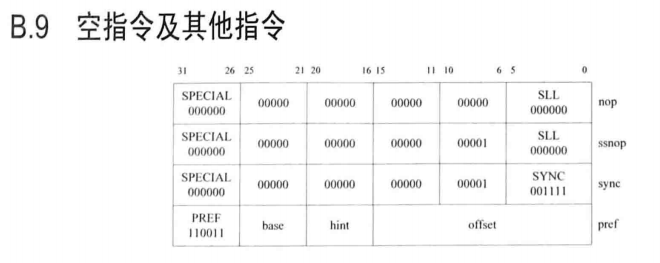 B.9 空指令及其他指令
31 26 25 21 20 16 15 11 10 6 5 0
SPECIAL 000000 00000 00000 00000 00000 SLL 000000 nop
SPECIAL 000000 00000 00000 00000 00001 SLL 000000 ssnop
SPECIAL 000000 00000 00000 00000 00001 SYNC 001111 sync
PREF 110011 base hint offset pref